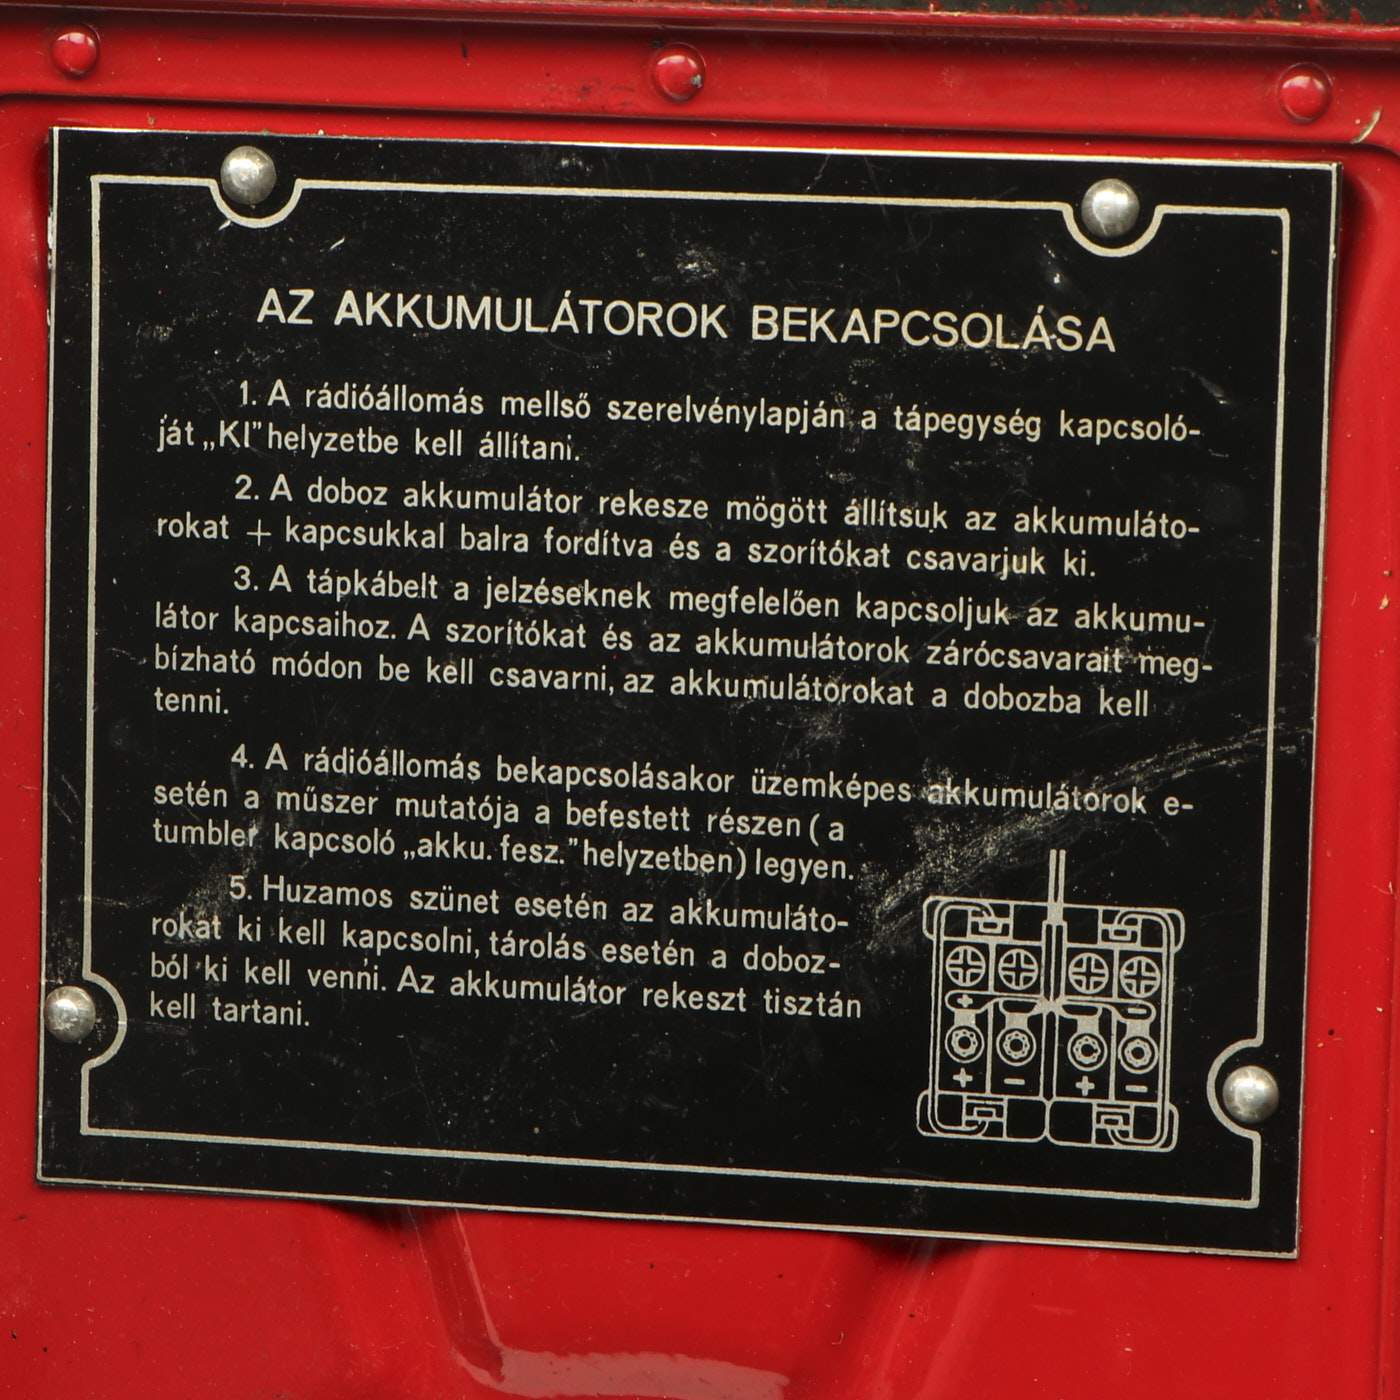 AZ AKKUMULÁTOROK BEKAPCSOLÁSA
1. A rádióállomás mellső szerelvénylapján a tápegység kapcsoló-
ját „KI" helyzetbe kell állítani.
2. A doboz akkumulátor rekesze mögött állítsuk az akkumuláto-
rokat + kapcsukkal balra fordítva és a szorítókat csavarjuk ki.
3. A tápkábelt a jelzéseknek megfelelően kapcsoljuk az akkumu-
látor kapcsaihoz. A szorítókat és az akkumulátorok zárócsavarait meg-
bízható módon be kell csavarni, az akkumulátorokat a dobozba kell
tenni.
4. A rádióállomás bekapcsolásakor üzemképes akkumulátorok e-
setén a műszer mutatója a befestett részen ( a
tumbler kapcsoló „akku. fesz." helyzetben) legyen.
5. Huzamos szünet esetén az akkumuláto-
rokat ki kell kapcsolni, tárolás esetén a doboz-
ból ki kell venni. Az akkumulátor rekeszt tisztán
kell tartani.
+ -
+ - + -